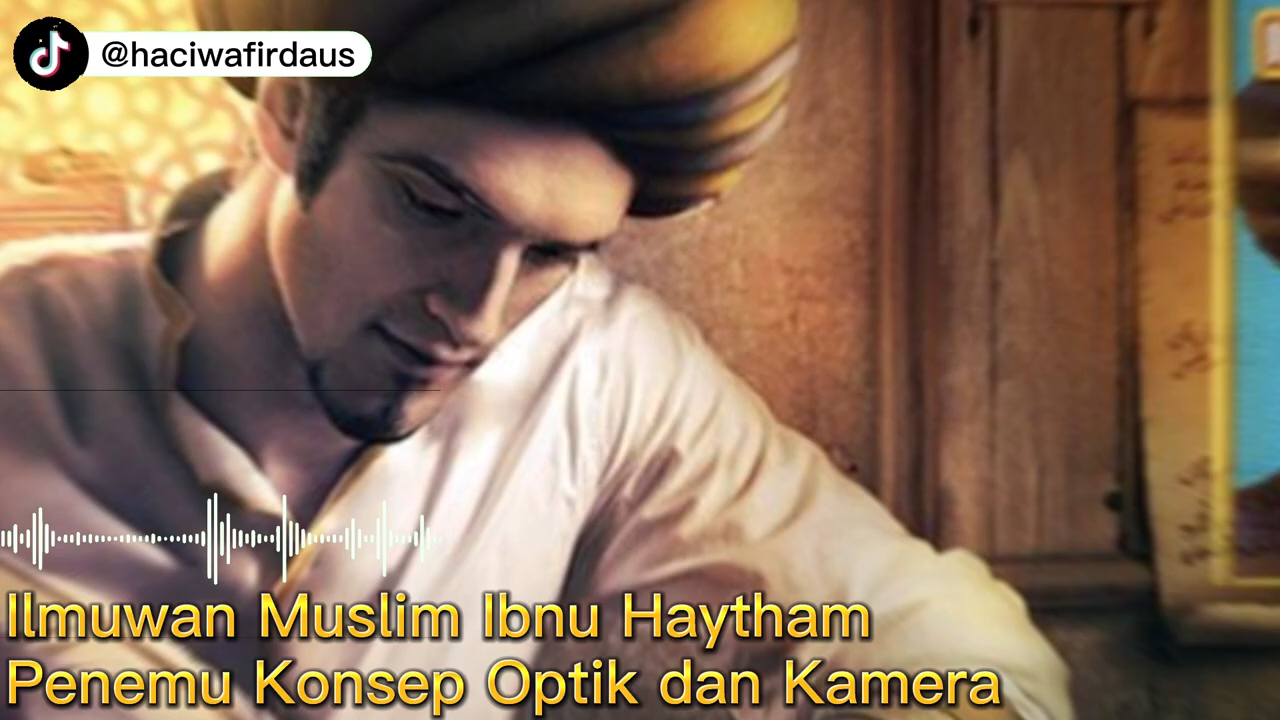 @haciwafirdaus
Ilmuwan Muslim Ibnu Haytham
Penemu Konsep Optik dan Kamera